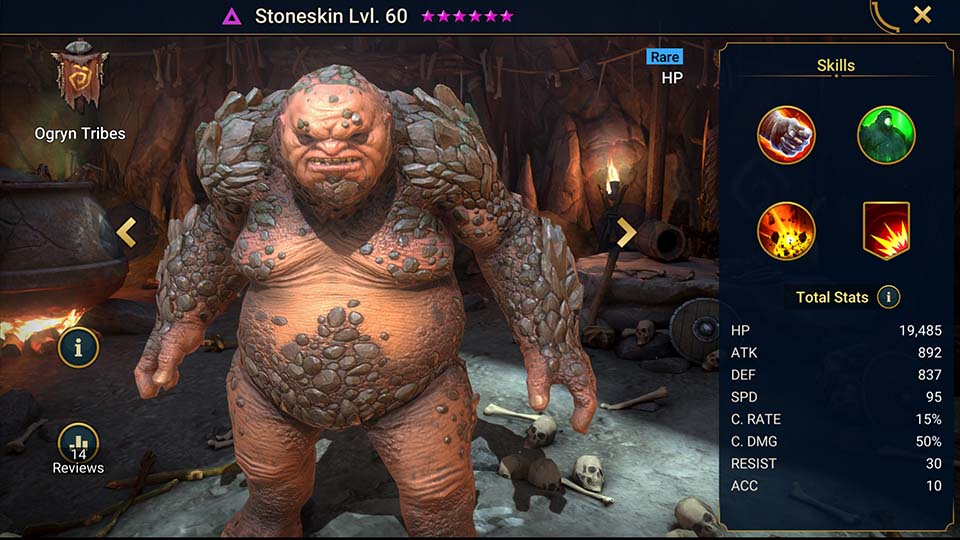 Stoneskin Lvl. 60
Ogryn Tribes
Rare
HP
14
Reviews
Skills
Total Stats
HP 19,485
ATK 892
DEF 837
SPD 95
C. RATE 15%
C. DMG 50%
RESIST 30
ACC 10